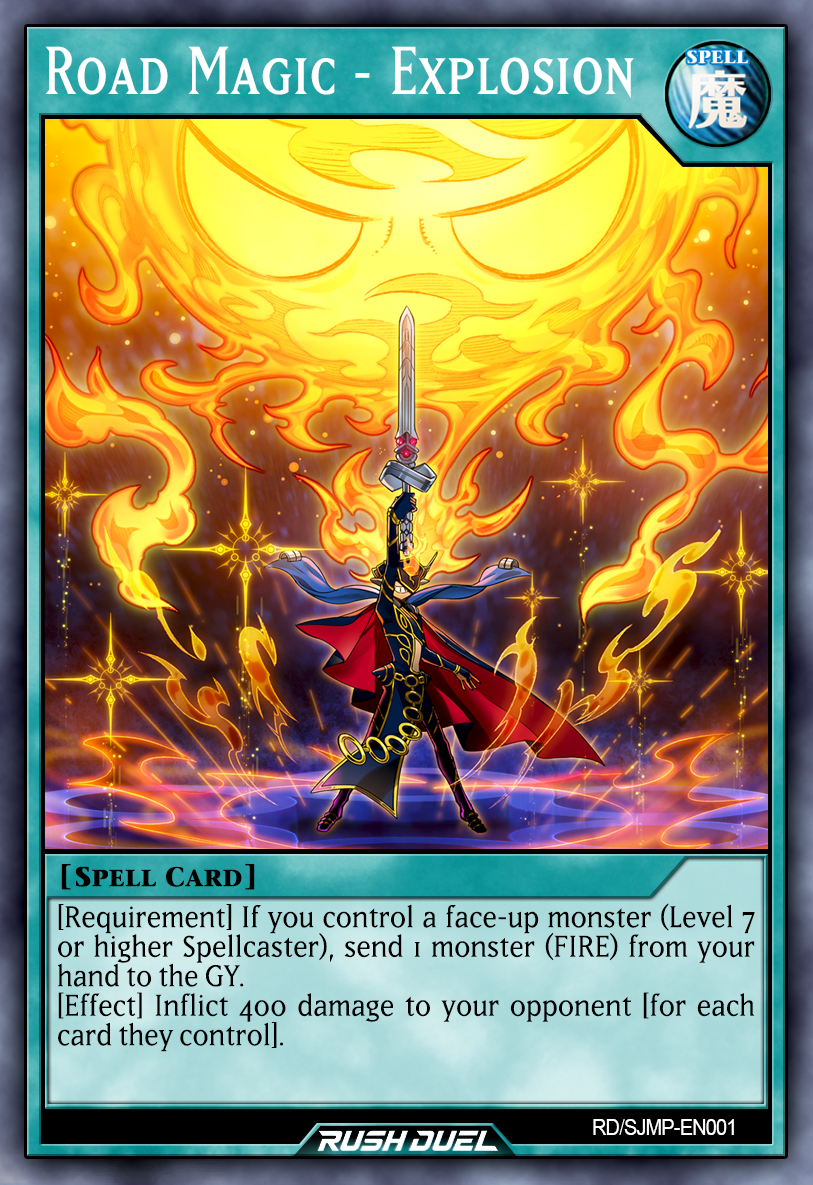 Road Magic - Explosion
SPELL
魔
[Spell Card]
[Requirement] If you control a face-up monster (Level 7
or higher Spellcaster), send 1 monster (FIRE) from your
hand to the GY.
[Effect] Inflict 400 damage to your opponent [for each
card they control].
RD/SJMP-EN001
RUSH DUEL